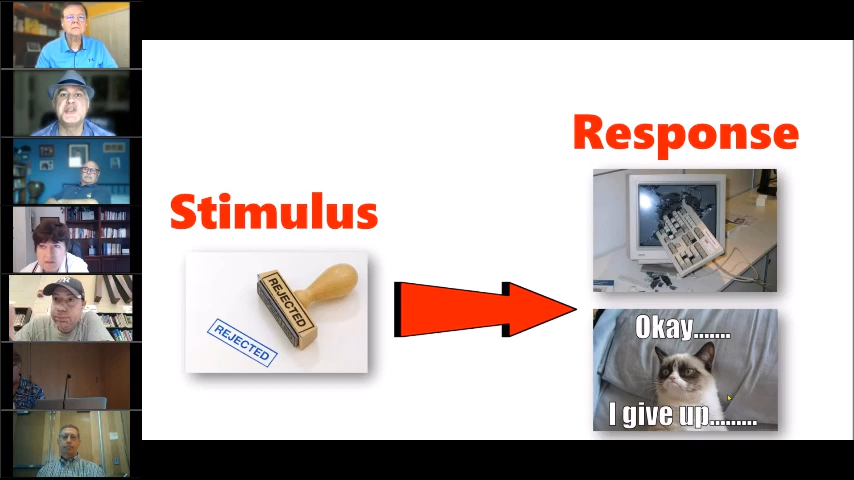 Response
Stimulus
REJECTED
REJECTED
Okay.......
I give up.........